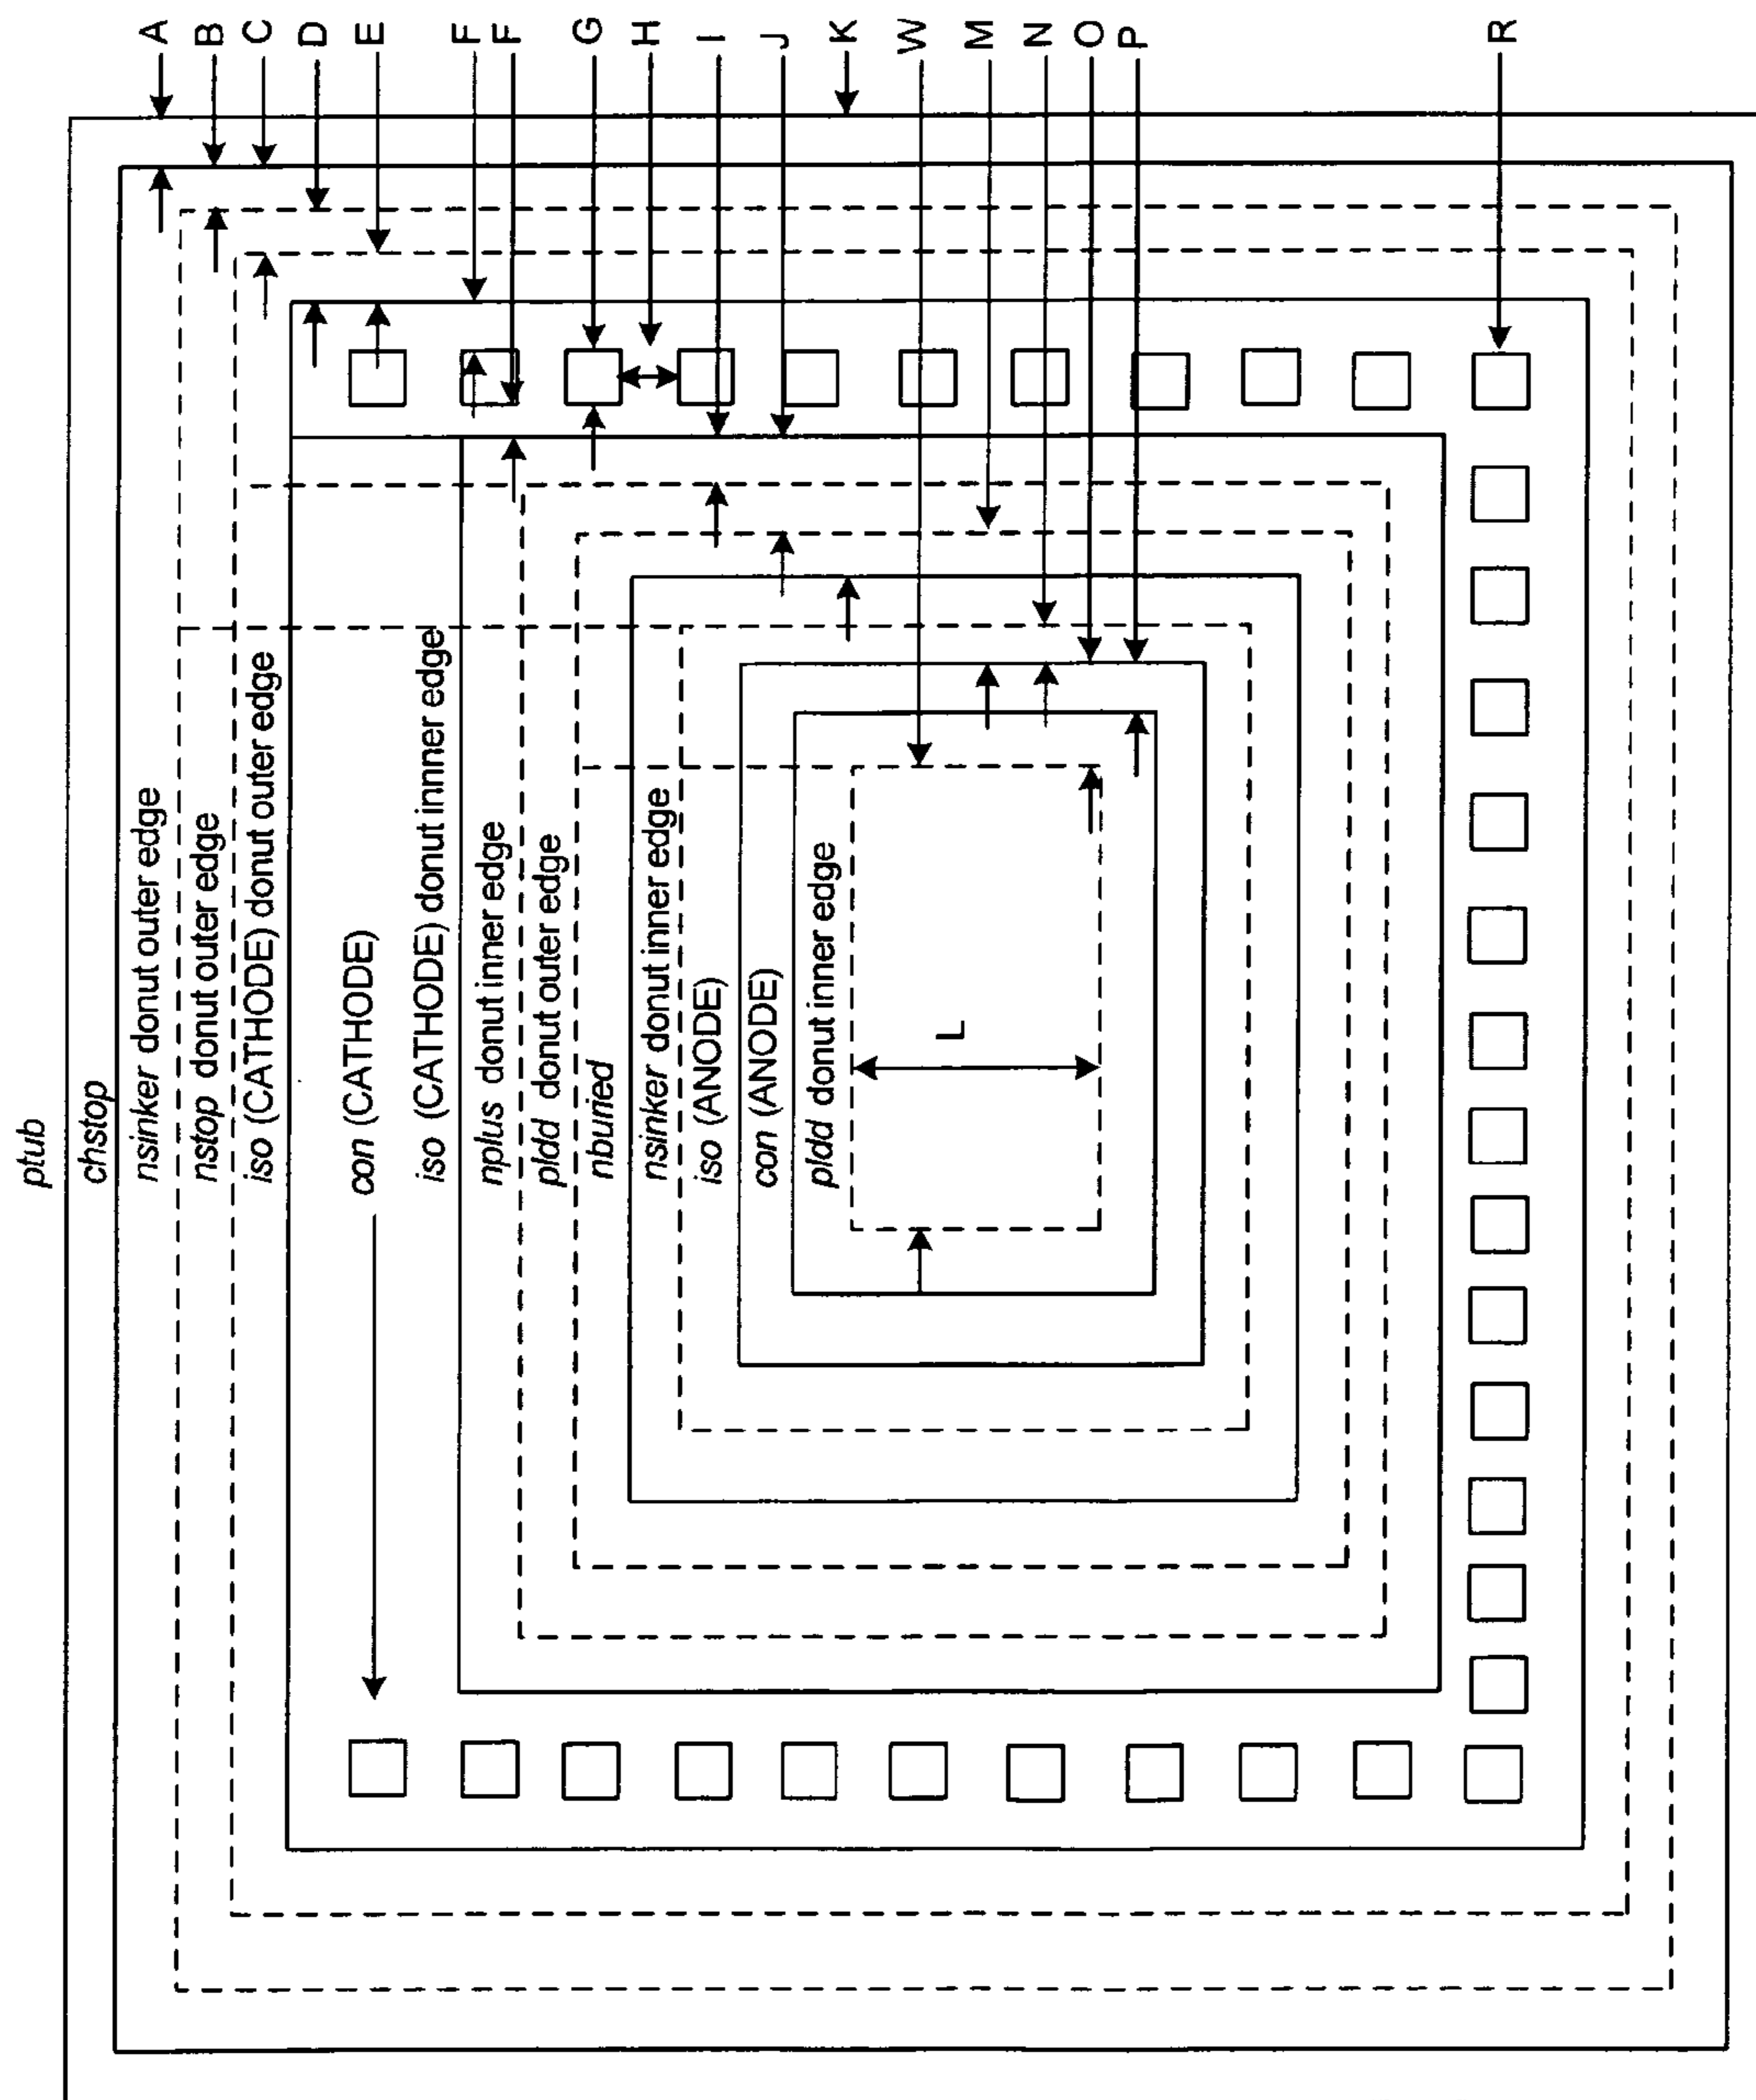 ptub
chstop
nsinker donut outer edge
nstop donut outer edge
iso (CATHODE) donut outer edge
con (CATHODE)
iso (CATHODE) donut innner edge
nplus donut inner edge
pldd donut outer edge
nburied
nsinker donut inner edge
iso (ANODE)
con (ANODE)
pldd donut inner edge
L
A
B
C
D
E
F
F
G
H
I
J
K
W
M
N
O
P
R